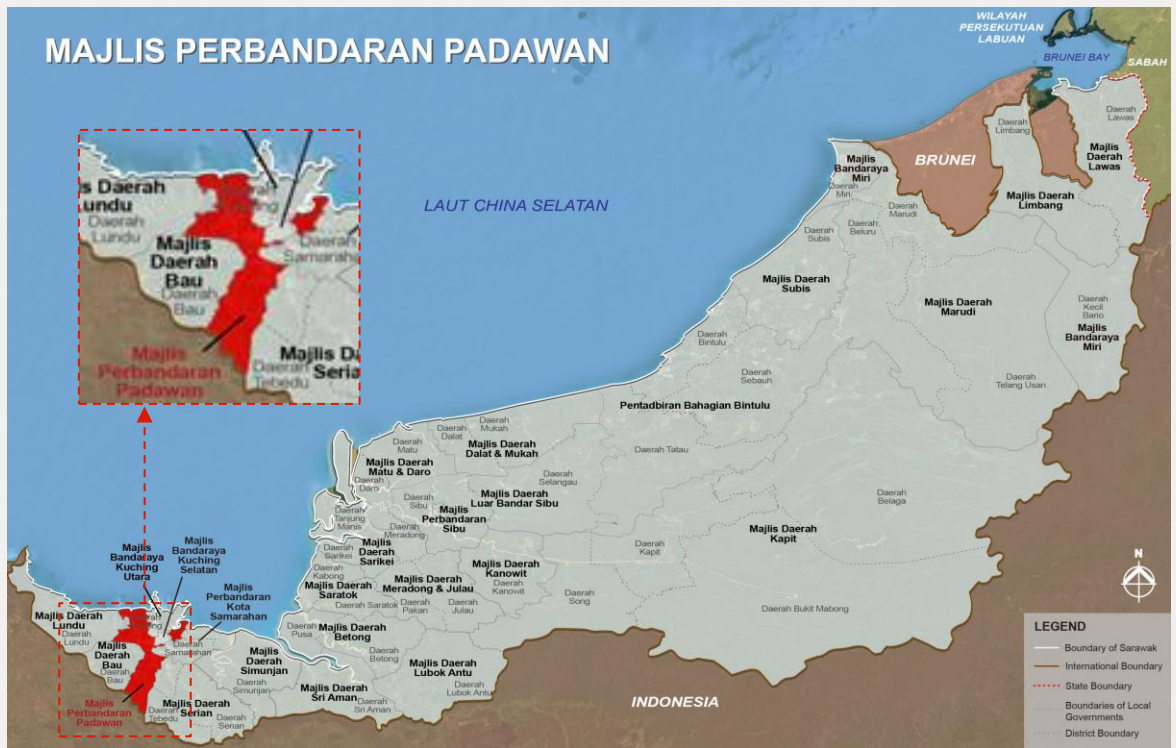 MAJLIS PERBANDARAN PADAWAN
WILAYAH
PERSEKUTUAN
LABUAN
BRUNEI BAY
SABAH
Daerah
Lawas
Daerah
Limbang
BRUNEI
Majlis
Daerah
Lawas
Majlis
Bandaraya
Miri
Daerah
Miri
Majlis Daerah
Limbang
Daerah
Marudi
Daerah
Beluru
Daerah
Subis
LAUT CHINA SELATAN
Majlis Daerah
Subis
Majlis Daerah
Marudi
Daerah
Kecil
Bario
Majlis
Bandaraya
Miri
Daerah
Bintulu
Daerah
Sebauh
Daerah
Telang Usan
Pentadbiran Bahagian Bintulu
Daerah Tatau
Daerah
Belaga
Majlis Daerah
Kapit
Daerah
Kapit
Daerah Bukit Mabong
Daerah
Song
s Daerah
undu
Daerah
Lundu
Majlis
Daerah
Bau
Daerah
Bau
Daerah
Samaraha
Majlis
Perbandaran
Padawan
Majlis Da
Seria
Daerah
Tebedu
Daerah
Mukah
Daerah
Dalat
Daerah
Matu
Majlis Daerah
Dalat & Mukah
Majlis Daerah
Matu & Daro
Daerah
Daro
Daerah
Selangau
Majlis Daerah
Luar Bandar Sibu
Daerah
Sibu
Majlis
Perbandaran
Sibu
Daerah
Tanjung
Manis
Daerah
Meradong
Majlis
Daerah
Sarikei
Daerah
Sarikei
Daerah
Kabong
Majlis Daerah
Saratok
Daerah Saratok
Majlis Daerah
Meradong & Julau
Daerah
Pakan
Daerah
Julau
Majlis Daerah
Kanowit
Daerah
Kanowit
Daerah
Pusa
Majlis Daerah
Betong
Daerah
Betong
Majlis Daerah
Lubok Antu
Daerah
Lubok Antu
Majlis Daerah
Sri Aman
Daerah
Sri Aman
Majlis
Daerah
Simunjan
Daerah
Simunjan
Majlis
Bandaraya
Kuching
Utara
Majlis
Bandaraya
Kuching
Selatan
Majlis
Perbandaran
Kota
Samarahan
Daerah
Samarahan
Majlis Daerah
Lundu
Daerah
Lundu
Majlis
Daerah
Bau
Daerah
Bau
Majlis
Perbandaran
Padawan
Daerah
Tebedu
Majlis Daerah
Serian
Daerah
Serian
INDONESIA
N
LEGEND
Boundary of Sarawak
International Boundary
State Boundary
Boundaries of Local
Governments
District Boundary